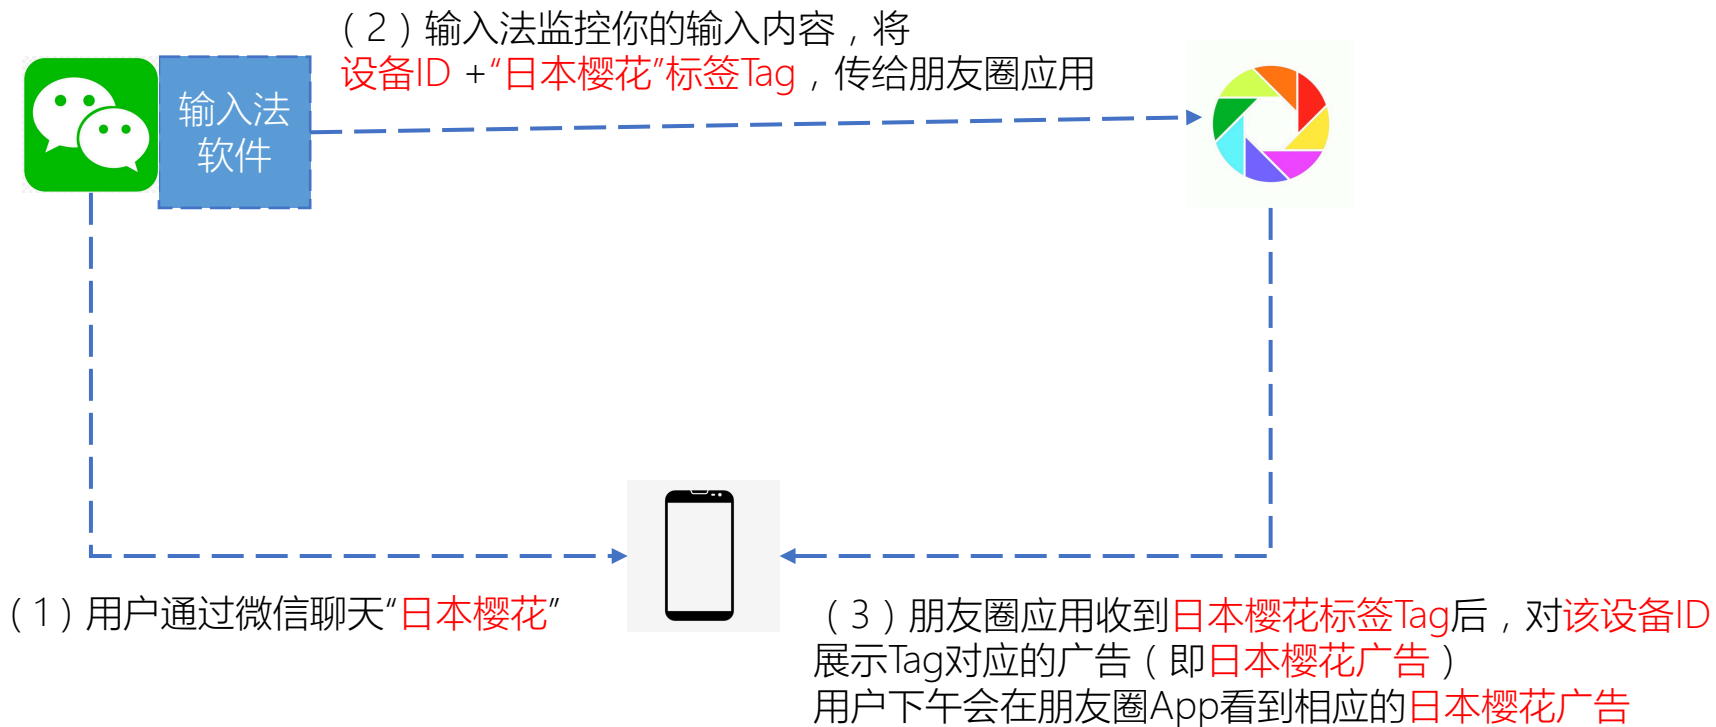 （2）输入法监控你的输入内容，将
设备ID +“日本樱花”标签Tag，传给朋友圈应用
输入法
软件
（1）用户通过微信聊天“日本樱花”
（3）朋友圈应用收到日本樱花标签Tag后，对该设备ID
展示Tag对应的广告（即日本樱花广告）
用户下午会在朋友圈App看到相应的日本樱花广告